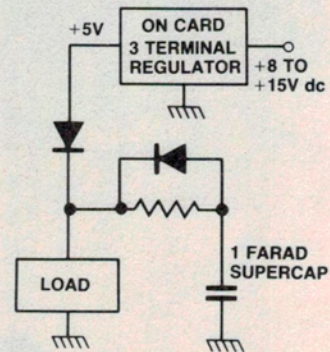 +5V
ON CARD
3 TERMINAL
REGULATOR
+8 TO
+15V dc
1 FARAD
SUPERCAP
LOAD